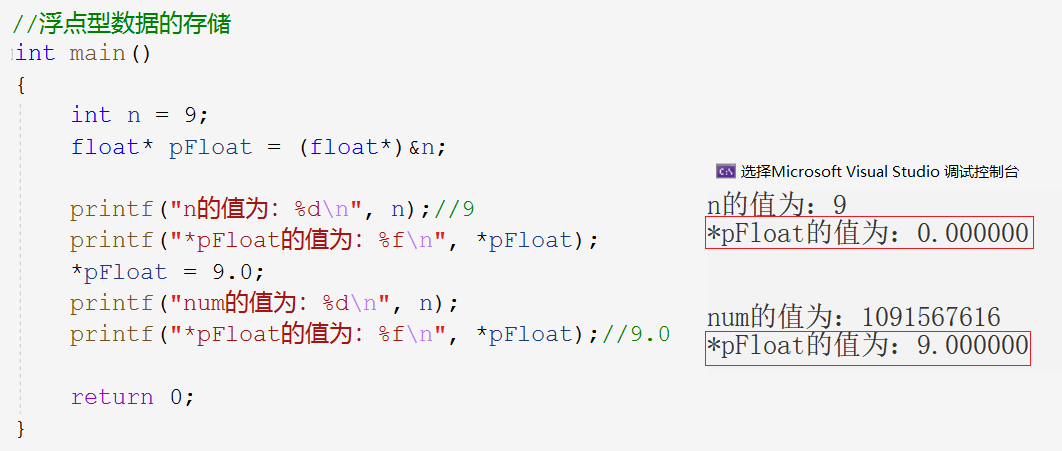 //浮点型数据的存储
int main()
{
int n = 9;
float* pFloat = (float*)&n;
printf("n的值为：%d\n", n);//9
printf("*pFloat的值为：%f\n", *pFloat);
*pFloat = 9.0;
printf("num的值为：%d\n", n);
printf("*pFloat的值为：%f\n", *pFloat);//9.0
return 0;
}
C:\ 选择Microsoft Visual Studio 调试控制台
n的值为：9
*pFloat的值为：0.000000
num的值为：1091567616
*pFloat的值为：9.000000